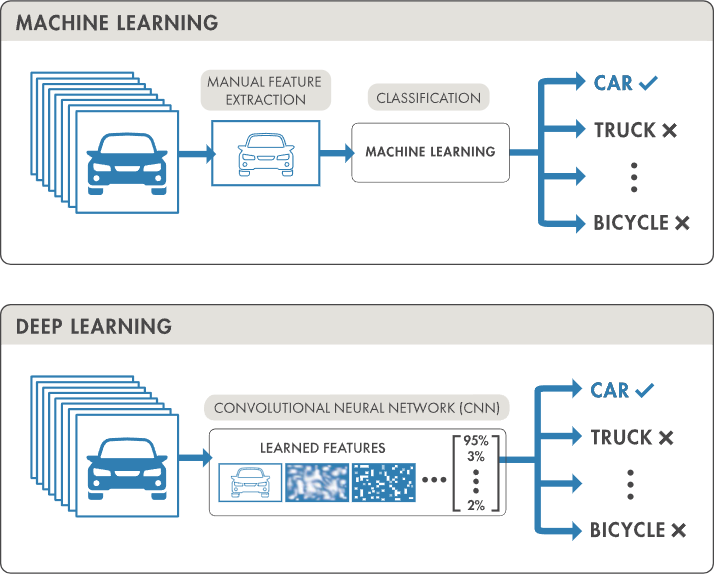 MACHINE LEARNING
MANUAL FEATURE
EXTRACTION
CLASSIFICATION
MACHINE LEARNING
CAR
TRUCK
BICYCLE
DEEP LEARNING
CONVOLUTIONAL NEURAL NETWORK (CNN)
LEARNED FEATURES
95%
3%
2%
CAR
TRUCK
BICYCLE